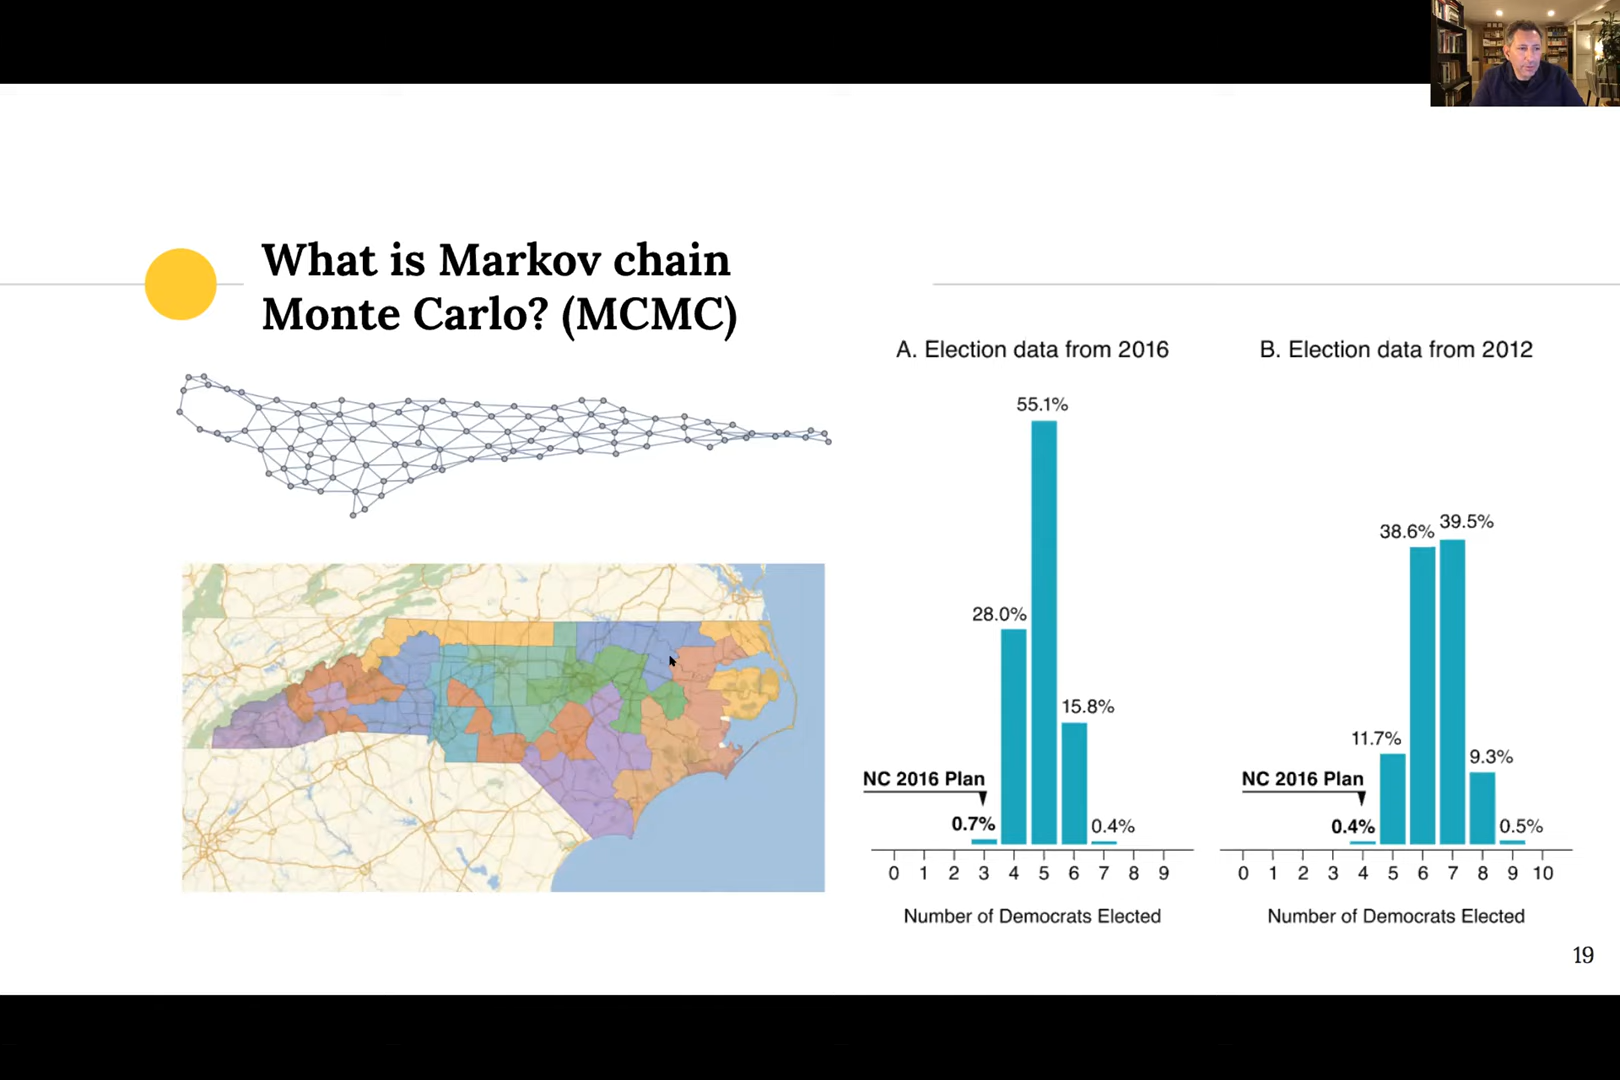 What is Markov chain
Monte Carlo? (MCMC)
A. Election data from 2016
55.1%
28.0%
15.8%
NC 2016 Plan
0.7%
0.4%
0 1 2 3 4 5 6 7 8 9
Number of Democrats Elected
B. Election data from 2012
38.6% 39.5%
11.7%
9.3%
NC 2016 Plan
0.4%
0.5%
0 1 2 3 4 5 6 7 8 9 10
Number of Democrats Elected
19